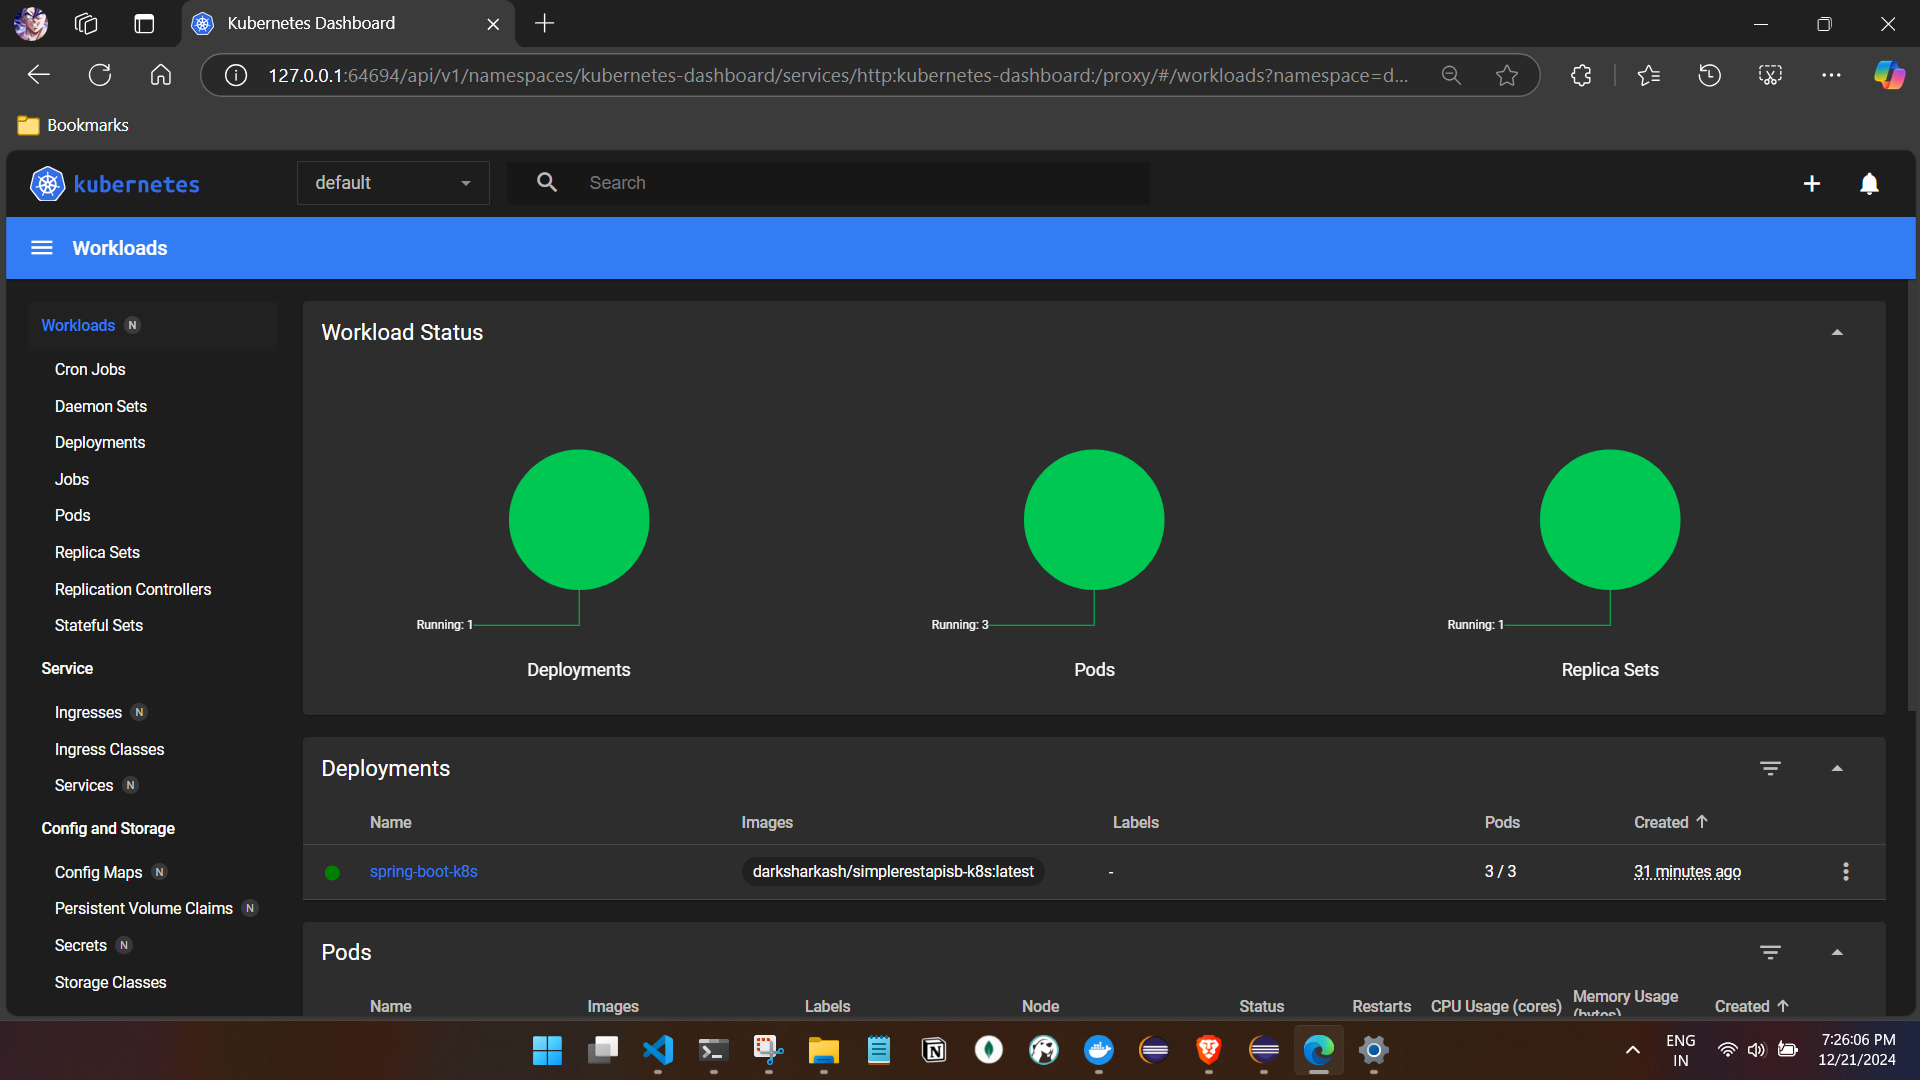 Kubernetes Dashboard
127.0.0.1:64694/api/v1/namespaces/kubernetes-dashboard/services/http:kubernetes-dashboard:/proxy/#/workloads?namespace=d...
Bookmarks
kubernetes
default
Search
Workloads
Workloads N
Cron Jobs
Daemon Sets
Deployments
Jobs
Pods
Replica Sets
Replication Controllers
Stateful Sets
Service
Ingresses N
Ingress Classes
Services N
Config and Storage
Config Maps N
Persistent Volume Claims N
Secrets N
Storage Classes
Workload Status
Running: 1
Running: 3
Running: 1
Deployments
Pods
Replica Sets
Deployments
Name Images Labels Pods Created
spring-boot-k8s darksharkash/simplerestapisb-k8s:latest - 3 / 3 31 minutes ago
Pods
Name Images Labels Node Status Restarts CPU Usage (cores) Memory Usage (bytes) Created
ENG
IN
7:26:06 PM
12/21/2024